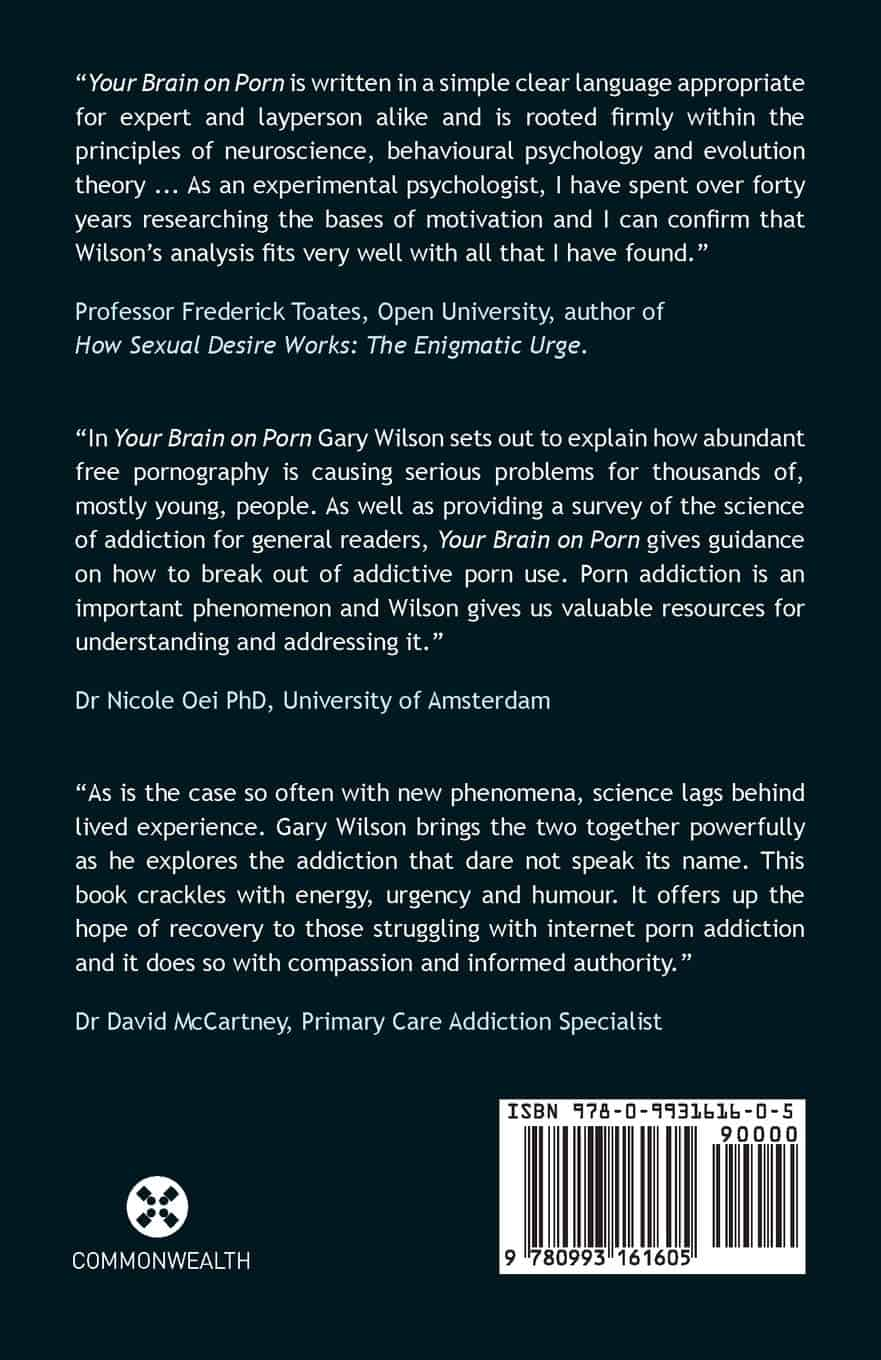 “Your Brain on Porn is written in a simple clear language appropriate
for expert and layperson alike and is rooted firmly within the
principles of neuroscience, behavioural psychology and evolution
theory ... As an experimental psychologist, I have spent over forty
years researching the bases of motivation and I can confirm that
Wilson’s analysis fits very well with all that I have found.”
Professor Frederick Toates, Open University, author of
How Sexual Desire Works: The Enigmatic Urge.
“In Your Brain on Porn Gary Wilson sets out to explain how abundant
free pornography is causing serious problems for thousands of,
mostly young, people. As well as providing a survey of the science
of addiction for general readers, Your Brain on Porn gives guidance
on how to break out of addictive porn use. Porn addiction is an
important phenomenon and Wilson gives us valuable resources for
understanding and addressing it.”
Dr Nicole Oei PhD, University of Amsterdam
“As is the case so often with new phenomena, science lags behind
lived experience. Gary Wilson brings the two together powerfully
as he explores the addiction that dare not speak its name. This
book crackles with energy, urgency and humour. It offers up the
hope of recovery to those struggling with internet porn addiction
and it does so with compassion and informed authority.”
Dr David McCartney, Primary Care Addiction Specialist
ISBN 978-0-9931616-0-5
90000
9 780993 161605
COMMONWEALTH